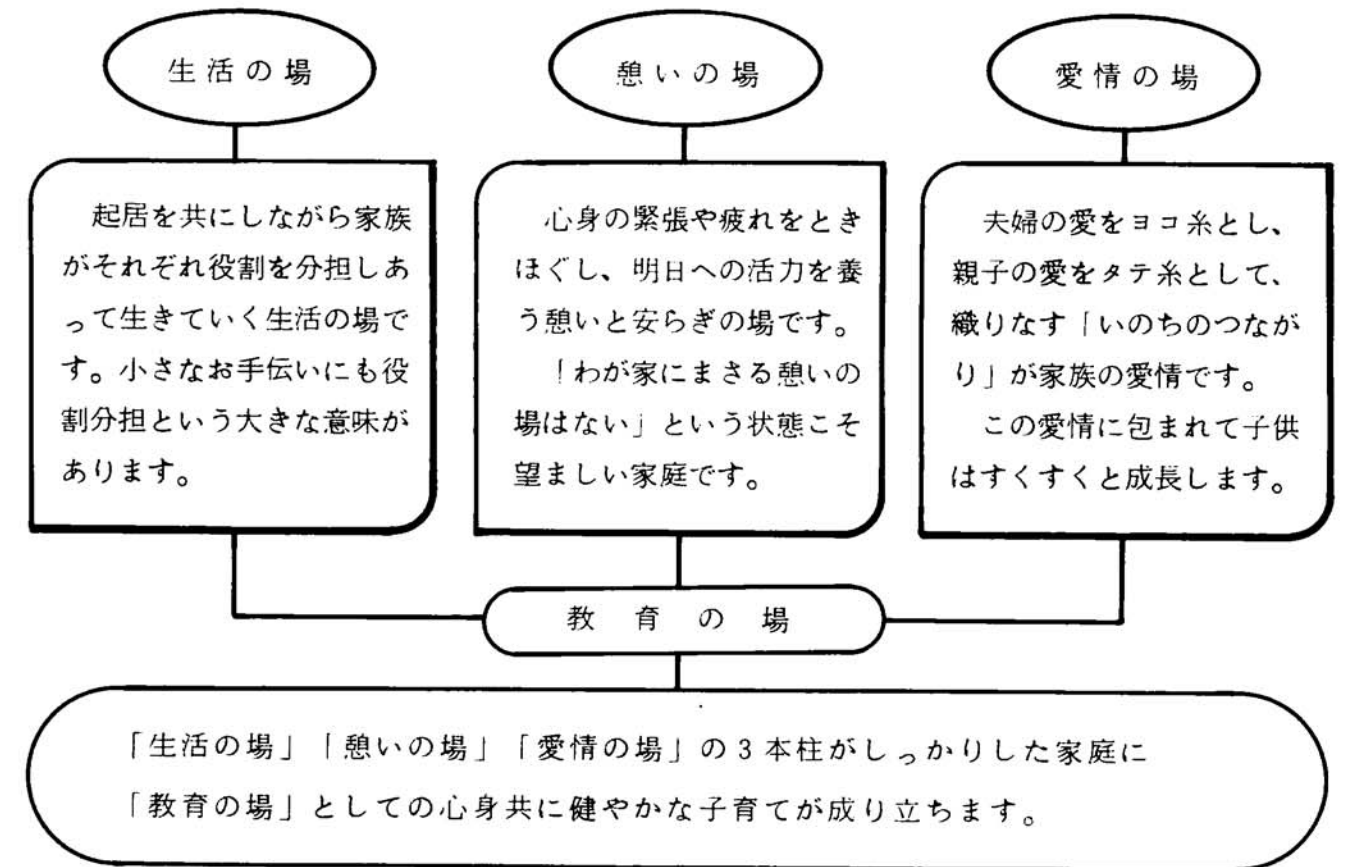 生活の場
起居を共にしながら家族
がそれぞれ役割を分担しあ
って生きていく生活の場で
す。小さなお手伝いにも役
割分担という大きな意味が
あります。
憩いの場
心身の緊張や疲れをとき
ほぐし、明日への活力を養
う憩いと安らぎの場です。
「わが家にまさる憩いの
場はない」という状態こそ
望ましい家庭です。
愛情の場
夫婦の愛をヨコ糸とし、
親子の愛をタテ糸として、
織りなす「いのちのつなが
り」が家族の愛情です。
この愛情に包まれて子供
はすくすくと成長します。
教育の場
「生活の場」「憩いの場」「愛情の場」の3本柱がしっかりした家庭に
「教育の場」としての心身共に健やかな子育てが成り立ちます。